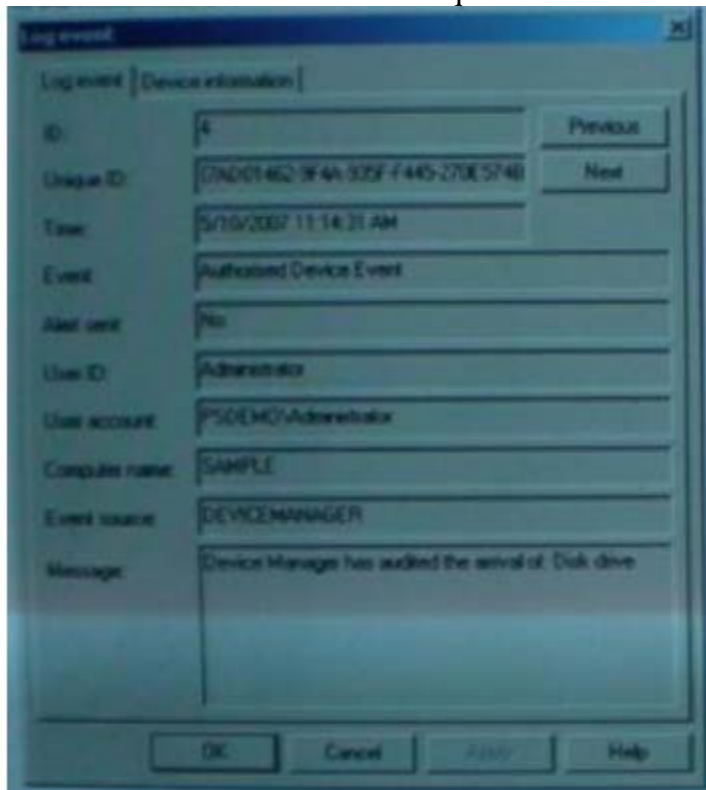 Log event
Log event Device information
ID: 4 Previous
Unique ID: Next
Time: 5/10/2007 11:14:31 AM
Event: Authorised Device Event
Alert sent: No
User ID: Administrator
User account: PSDEMO\Administrator
Computer name: SAMPLE
Event source: DEVICEMANAGER
Message: Device Manager has audited the arrival of: Disk drive
OK Cancel Apply Help